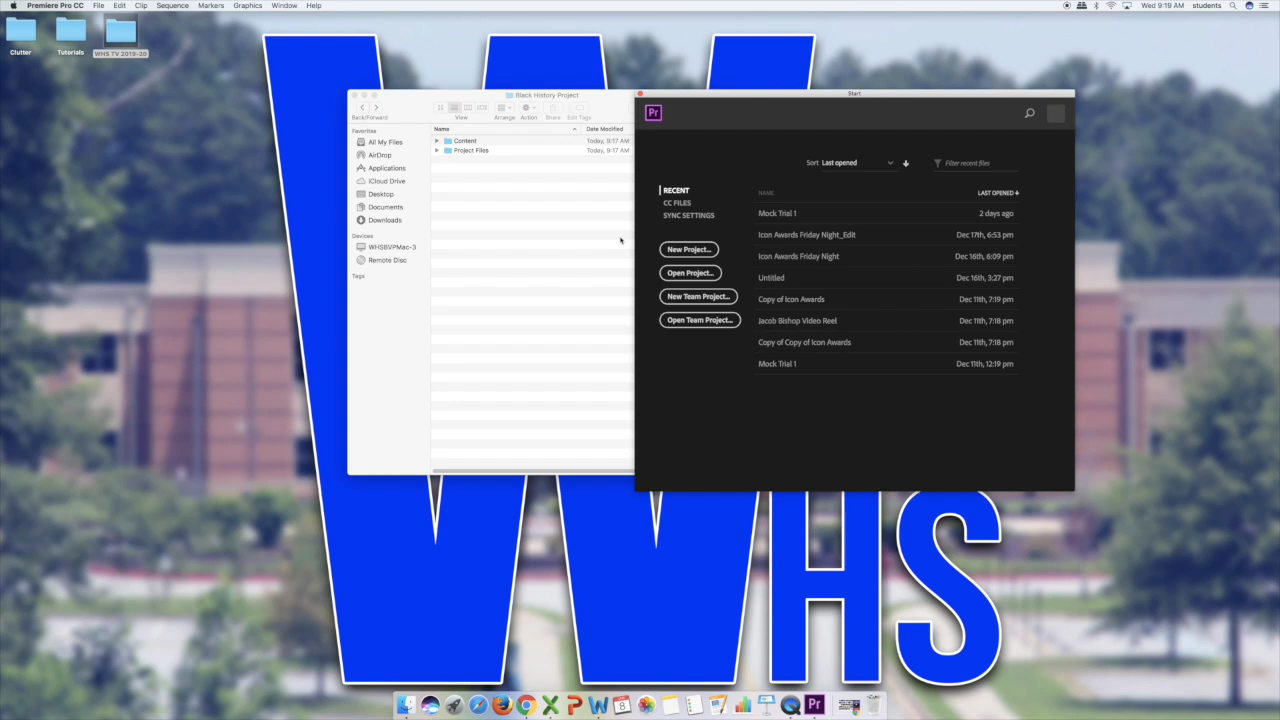 Premiere Pro CC File Edit Clip Sequence Markers Graphics Window Help
Wed 9:19 AM students
Clutter
Tutorials
WHS TV 2019-20
Black History Project
Back/Forward
View
Arrange
Action
Share
Edit Tags
Favorites
All My Files
AirDrop
Applications
iCloud Drive
Desktop
Documents
Downloads
Devices
WHSBVPMac-3
Remote Disc
Tags
Name Date Modified
Content Today, 9:17 AM
Project Files Today, 9:17 AM
Start
Pr
Sort Last opened
Filter recent files
RECENT
CC FILES
SYNC SETTINGS
New Project...
Open Project...
New Team Project...
Open Team Project...
NAME LAST OPENED
Mock Trial 1 2 days ago
Icon Awards Friday Night_Edit Dec 17th, 6:53 pm
Icon Awards Friday Night Dec 16th, 6:09 pm
Untitled Dec 16th, 3:27 pm
Copy of Icon Awards Dec 11th, 7:19 pm
Jacob Bishop Video Reel Dec 11th, 7:18 pm
Copy of Copy of Icon Awards Dec 11th, 7:18 pm
Mock Trial 1 Dec 11th, 12:19 pm
WHS
8
Pr